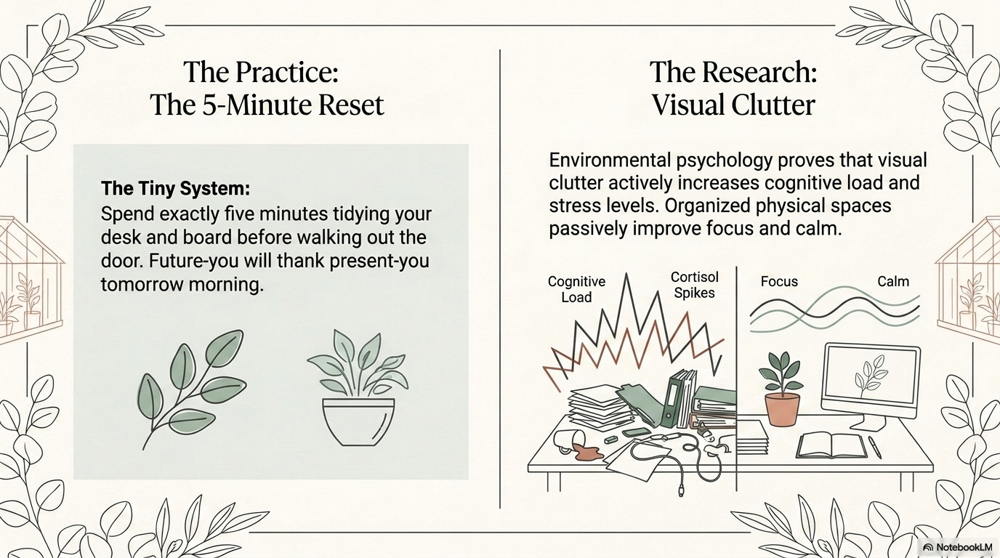 The Practice:
The 5-Minute Reset
The Tiny System:
Spend exactly five minutes tidying your
desk and board before walking out the
door. Future-you will thank present-you
tomorrow morning.
The Research:
Visual Clutter
Environmental psychology proves that visual
clutter actively increases cognitive load and
stress levels. Organized physical spaces
passively improve focus and calm.
Cognitive
Load
Cortisol
Spikes
Focus
Calm
NotebookLM